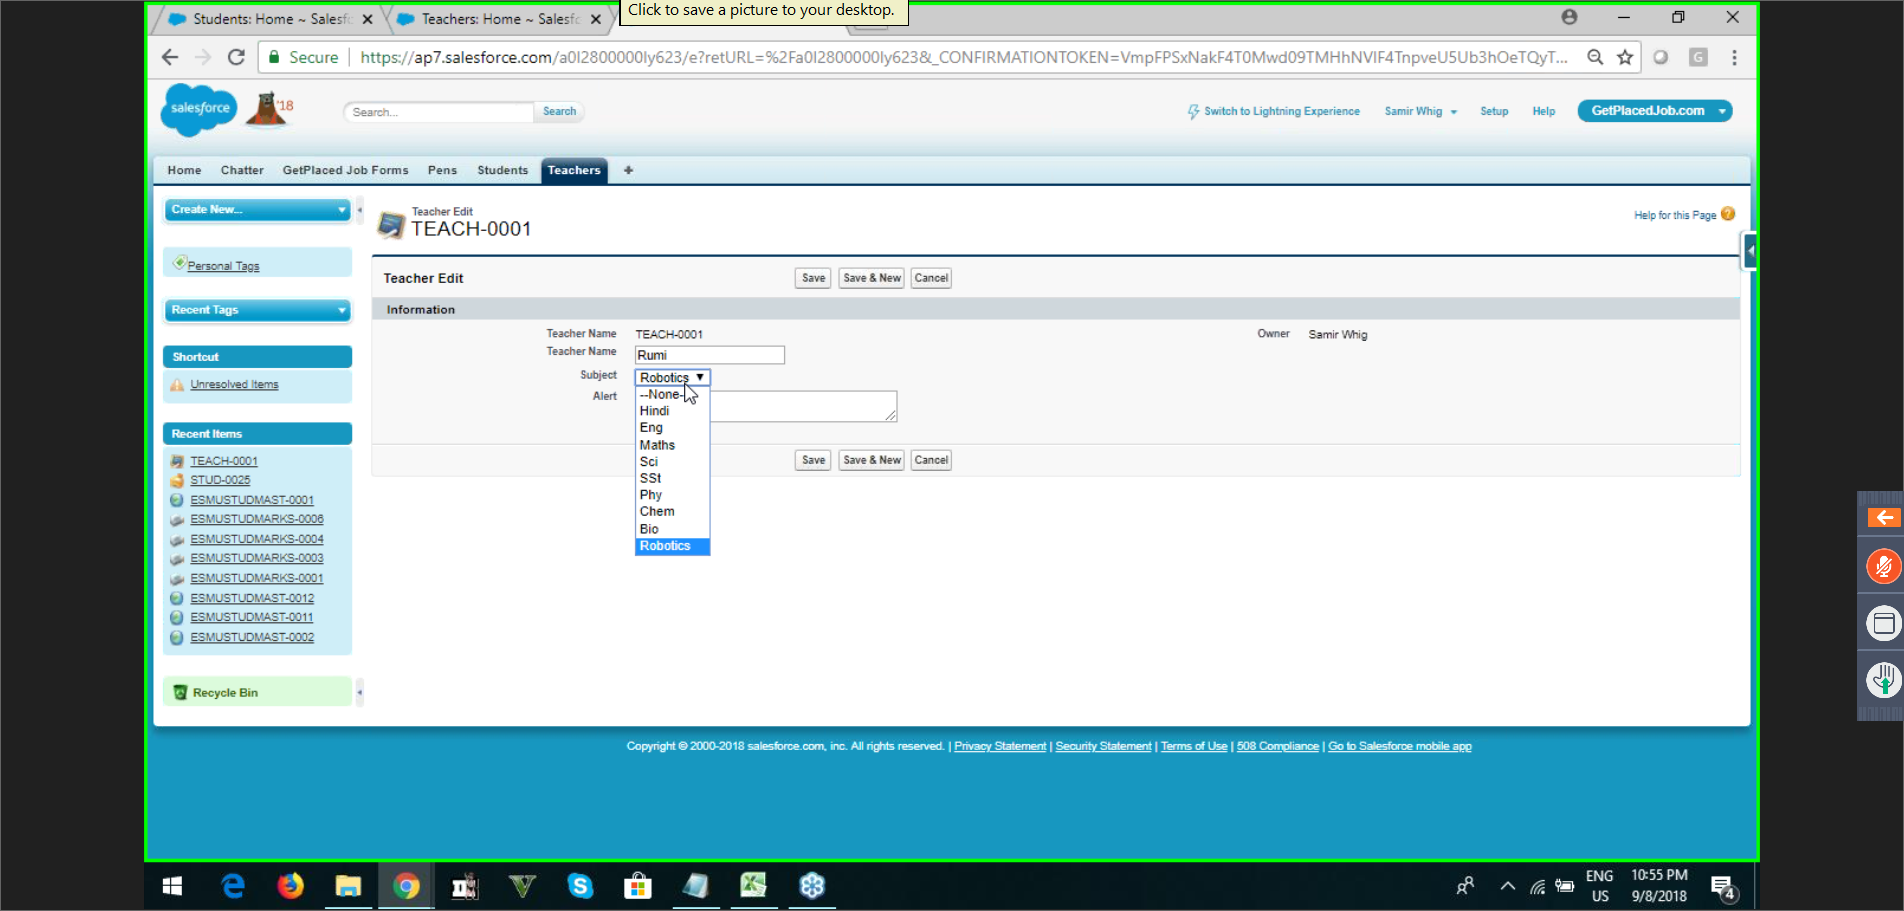 Click to save a picture to your desktop.
Students: Home ~ Salesfc
Teachers: Home ~ Salesfc
Secure
https://ap7.salesforce.com/
salesforce
'18
Search...
Search
Switch to Lightning Experience
Samir Whig
Setup
Help
GetPlacedJob.com
Home
Chatter
GetPlaced Job Forms
Pens
Students
Teachers
+
Create New...
Personal Tags
Recent Tags
Shortcut
Unresolved Items
Recent Items
TEACH-0001
STUD-0025
ESMUSTUDMAST-0001
ESMUSTUDMARKS-0006
ESMUSTUDMARKS-0004
ESMUSTUDMARKS-0003
ESMUSTUDMARKS-0001
ESMUSTUDMAST-0012
ESMUSTUDMAST-0011
ESMUSTUDMAST-0002
Recycle Bin
Teacher Edit
TEACH-0001
Help for this Page
Teacher Edit
Save
Save & New
Cancel
Information
Teacher Name TEACH-0001
Owner Samir Whig
Teacher Name Rumi
Subject Robotics
Alert
--None-
Hindi
Eng
Maths
Sci
SSt
Phy
Chem
Bio
Robotics
Save
Save & New
Cancel
Copyright © 2000-2018 salesforce.com, inc. All rights reserved. | Privacy Statement | Security Statement | Terms of Use | 508 Compliance | Go to Salesforce mobile app
ENG
US
10:55 PM
9/8/2018
4